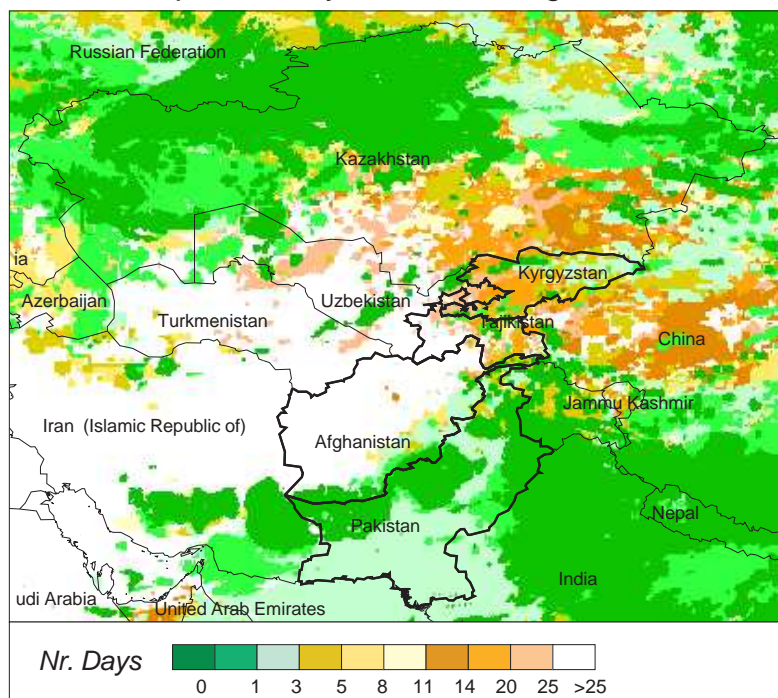 Russian Federation
Kazakhstan
ia
Kyrgyzstan
Azerbaijan
Uzbekistan
Turkmenistan
Tajikistan
China
Jammu Kashmir
Iran (Islamic Republic of)
Afghanistan
Nepal
Pakistan
India
udi Arabia
United Arab Emirates
Nr. Days
0 1 3 5 8 11 14 20 25 >25